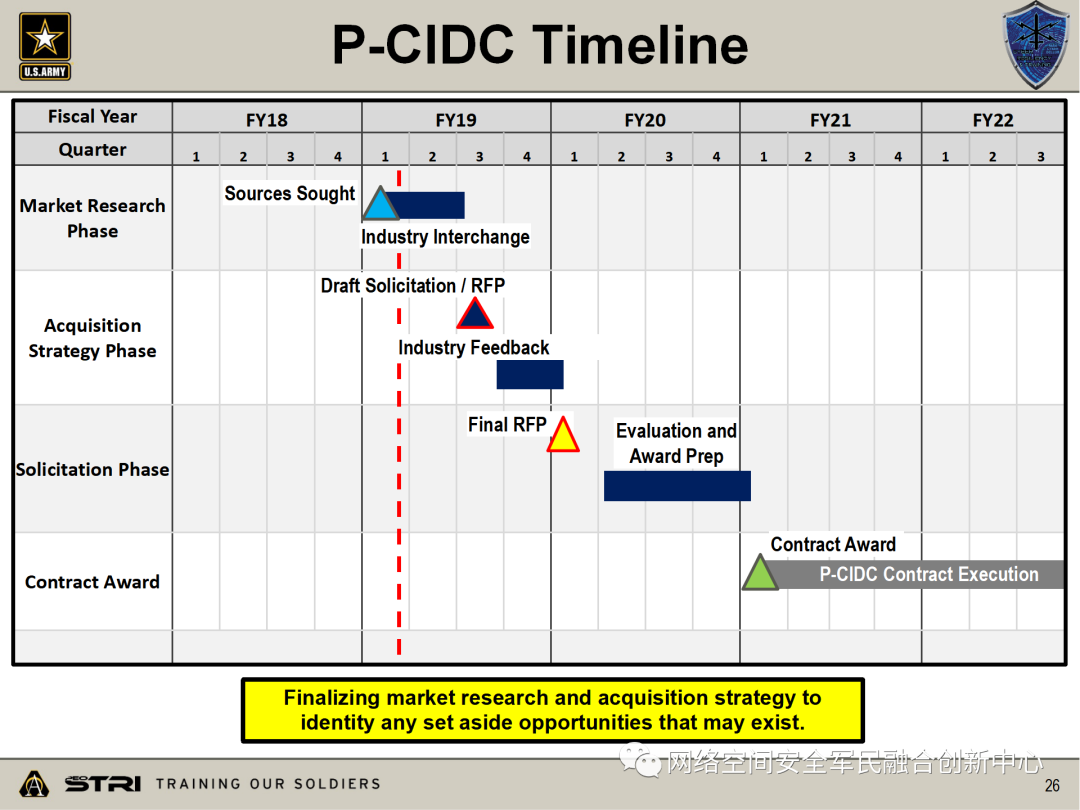 P-CIDC Timeline
U.S.ARMY
Fiscal Year FY18 FY19 FY20 FY21 FY22
Quarter 1 2 3 4 1 2 3 4 1 2 3 4 1 2 3 4 1 2 3
Market Research
Phase
Sources Sought
Industry Interchange
Draft Solicitation / RFP
Acquisition
Strategy Phase
Industry Feedback
Final RFP
Evaluation and
Award Prep
Solicitation Phase
Contract Award
Contract Award
P-CIDC Contract Execution
Finalizing market research and acquisition strategy to
identity any set aside opportunities that may exist.
网络空间安全军民融合创新中心
PEO STRI TRAINING OUR SOLDIERS
26